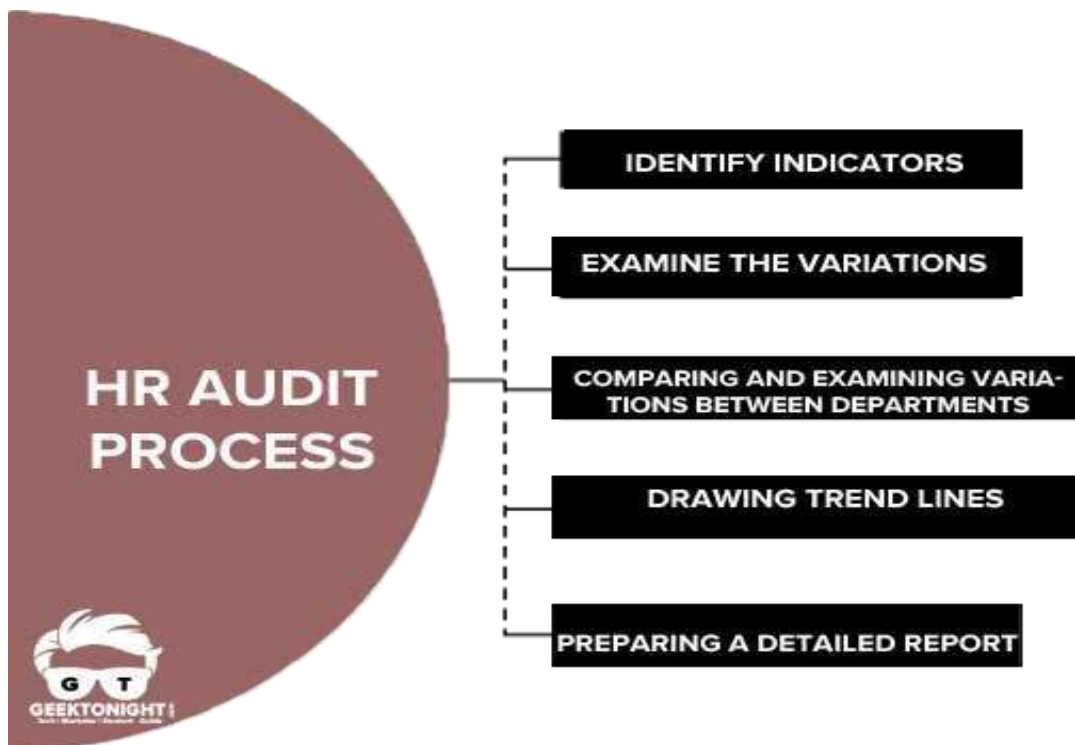 HR AUDIT
PROCESS
IDENTIFY INDICATORS
EXAMINE THE VARIATIONS
COMPARING AND EXAMINING VARIA-
TIONS BETWEEN DEPARTMENTS
DRAWING TREND LINES
PREPARING A DETAILED REPORT
G T
GEEKTONIGHT